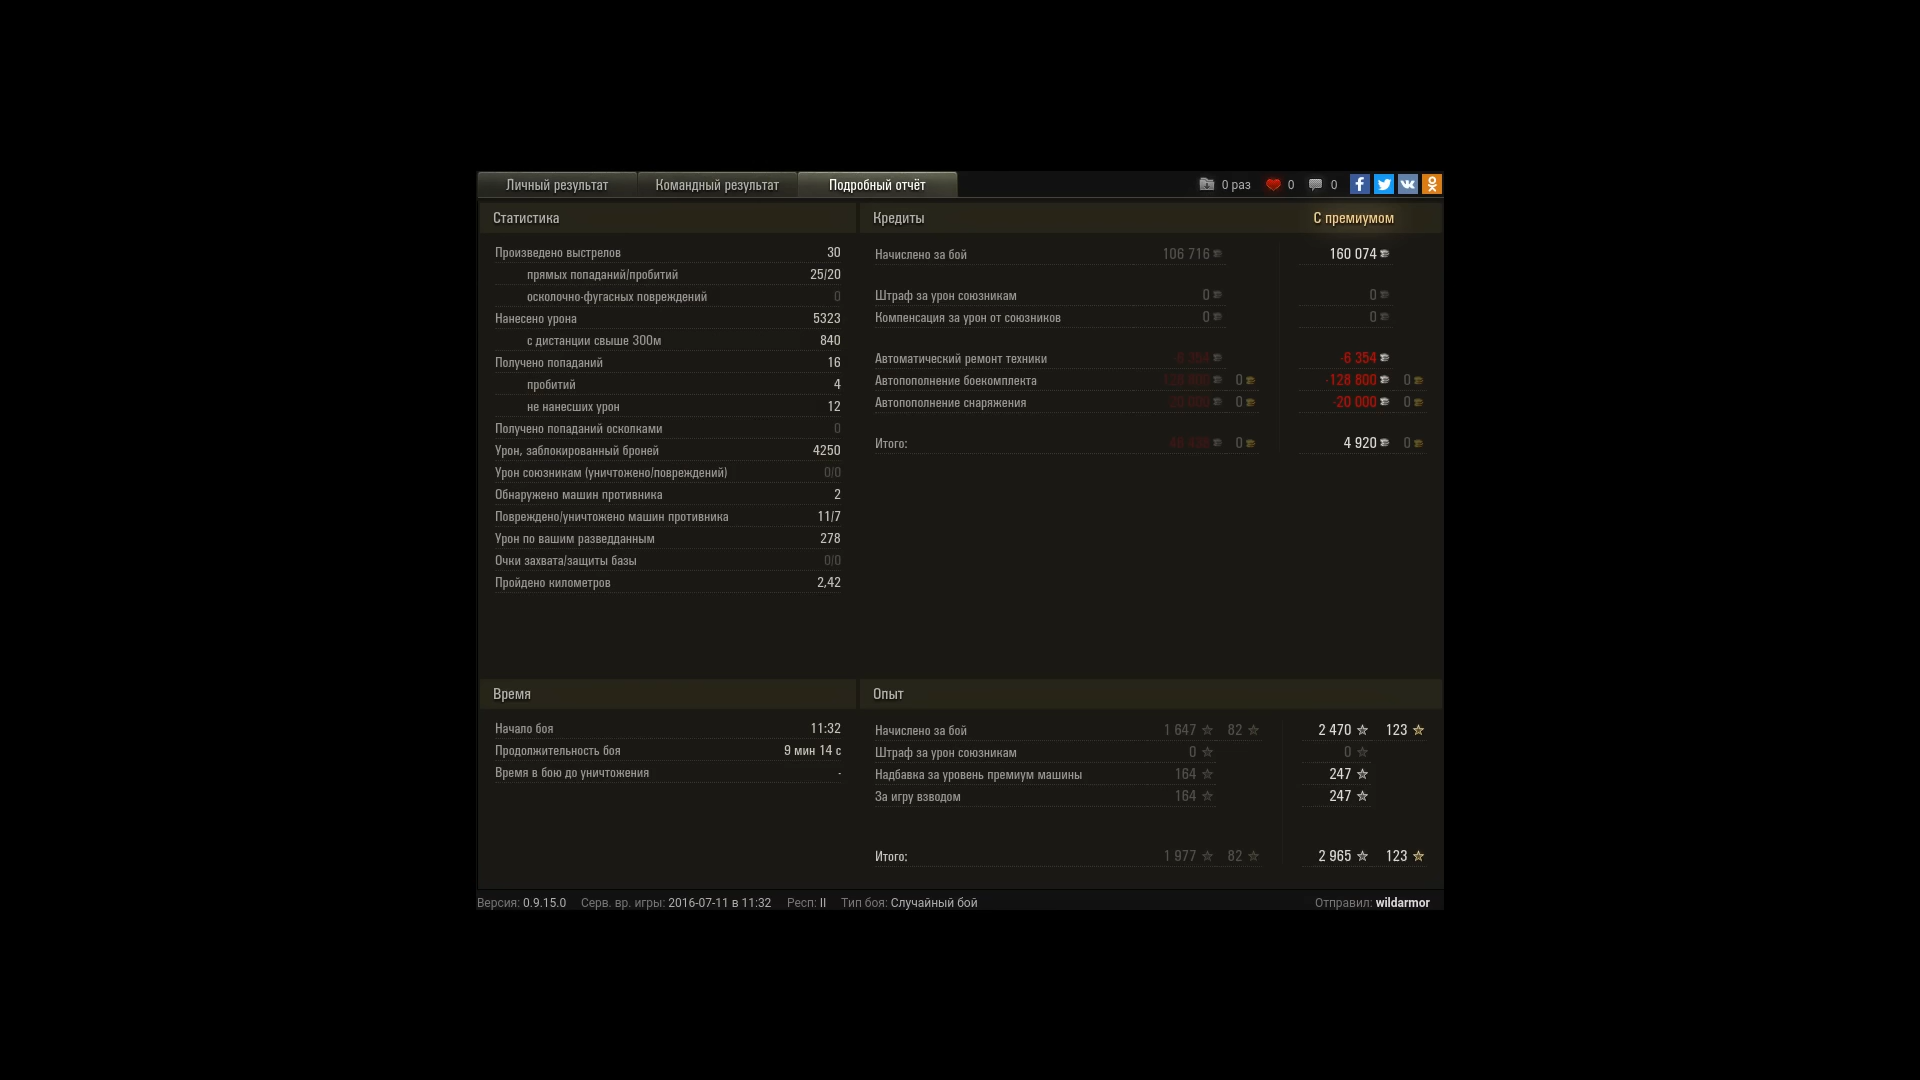 Личный результат Командный результат Подробный отчёт 0 раз 0 0
Статистика
Произведено выстрелов 30
прямых попаданий/пробитий 25/20
осколочно-фугасных повреждений 0
Нанесено урона 5323
с дистанции свыше 300м 840
Получено попаданий 16
пробитий 4
не нанесших урон 12
Получено попаданий осколками 0
Урон, заблокированный броней 4250
Урон союзникам (уничтожено/повреждений) 0/0
Обнаружено машин противника 2
Повреждено/уничтожено машин противника 11/7
Урон по вашим разведданным 278
Очки захвата/защиты базы 0/0
Пройдено километров 2,42
Кредиты С премиумом
Начислено за бой 106 716 160 074
Штраф за урон союзникам 0 0
Компенсация за урон от союзников 0 0
Автоматический ремонт техники -6 354 -6 354
Автопополнение боекомплекта -128 800 0 -128 800 0
Автопополнение снаряжения -20 000 0 -20 000 0
Итого: 0 4 920 0
Время
Начало боя 11:32
Продолжительность боя 9 мин 14 с
Время в бою до уничтожения -
Опыт
Начислено за бой 1 647 82 2 470 123
Штраф за урон союзникам 0 0
Надбавка за уровень премиум машины 164 247
За игру взводом 164 247
Итого: 1 977 82 2 965 123
Версия: 0.9.15.0 Серв. вр. игры: 2016-07-11 в 11:32 Респ: II Тип боя: Случайный бой Отправил: wildarmor